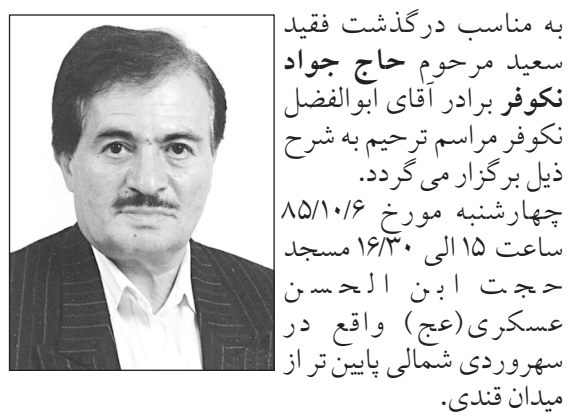 به مناسب درگذشت فقید
سعید مرحوم حاج جواد
نکوفر برادر آقای ابوالفضل
نکوفر مراسم ترحیم به شرح
ذیل برگزار می‌گردد.
چهارشنبه مورخ ۸۵/۱۰/۶
ساعت ۱۵ الی ۱۶/۳۰ مسجد
حجت ابن الحسن
عسکری(عج) واقع در
سهروردی شمالی پایین‌تر از
میدان قندی.